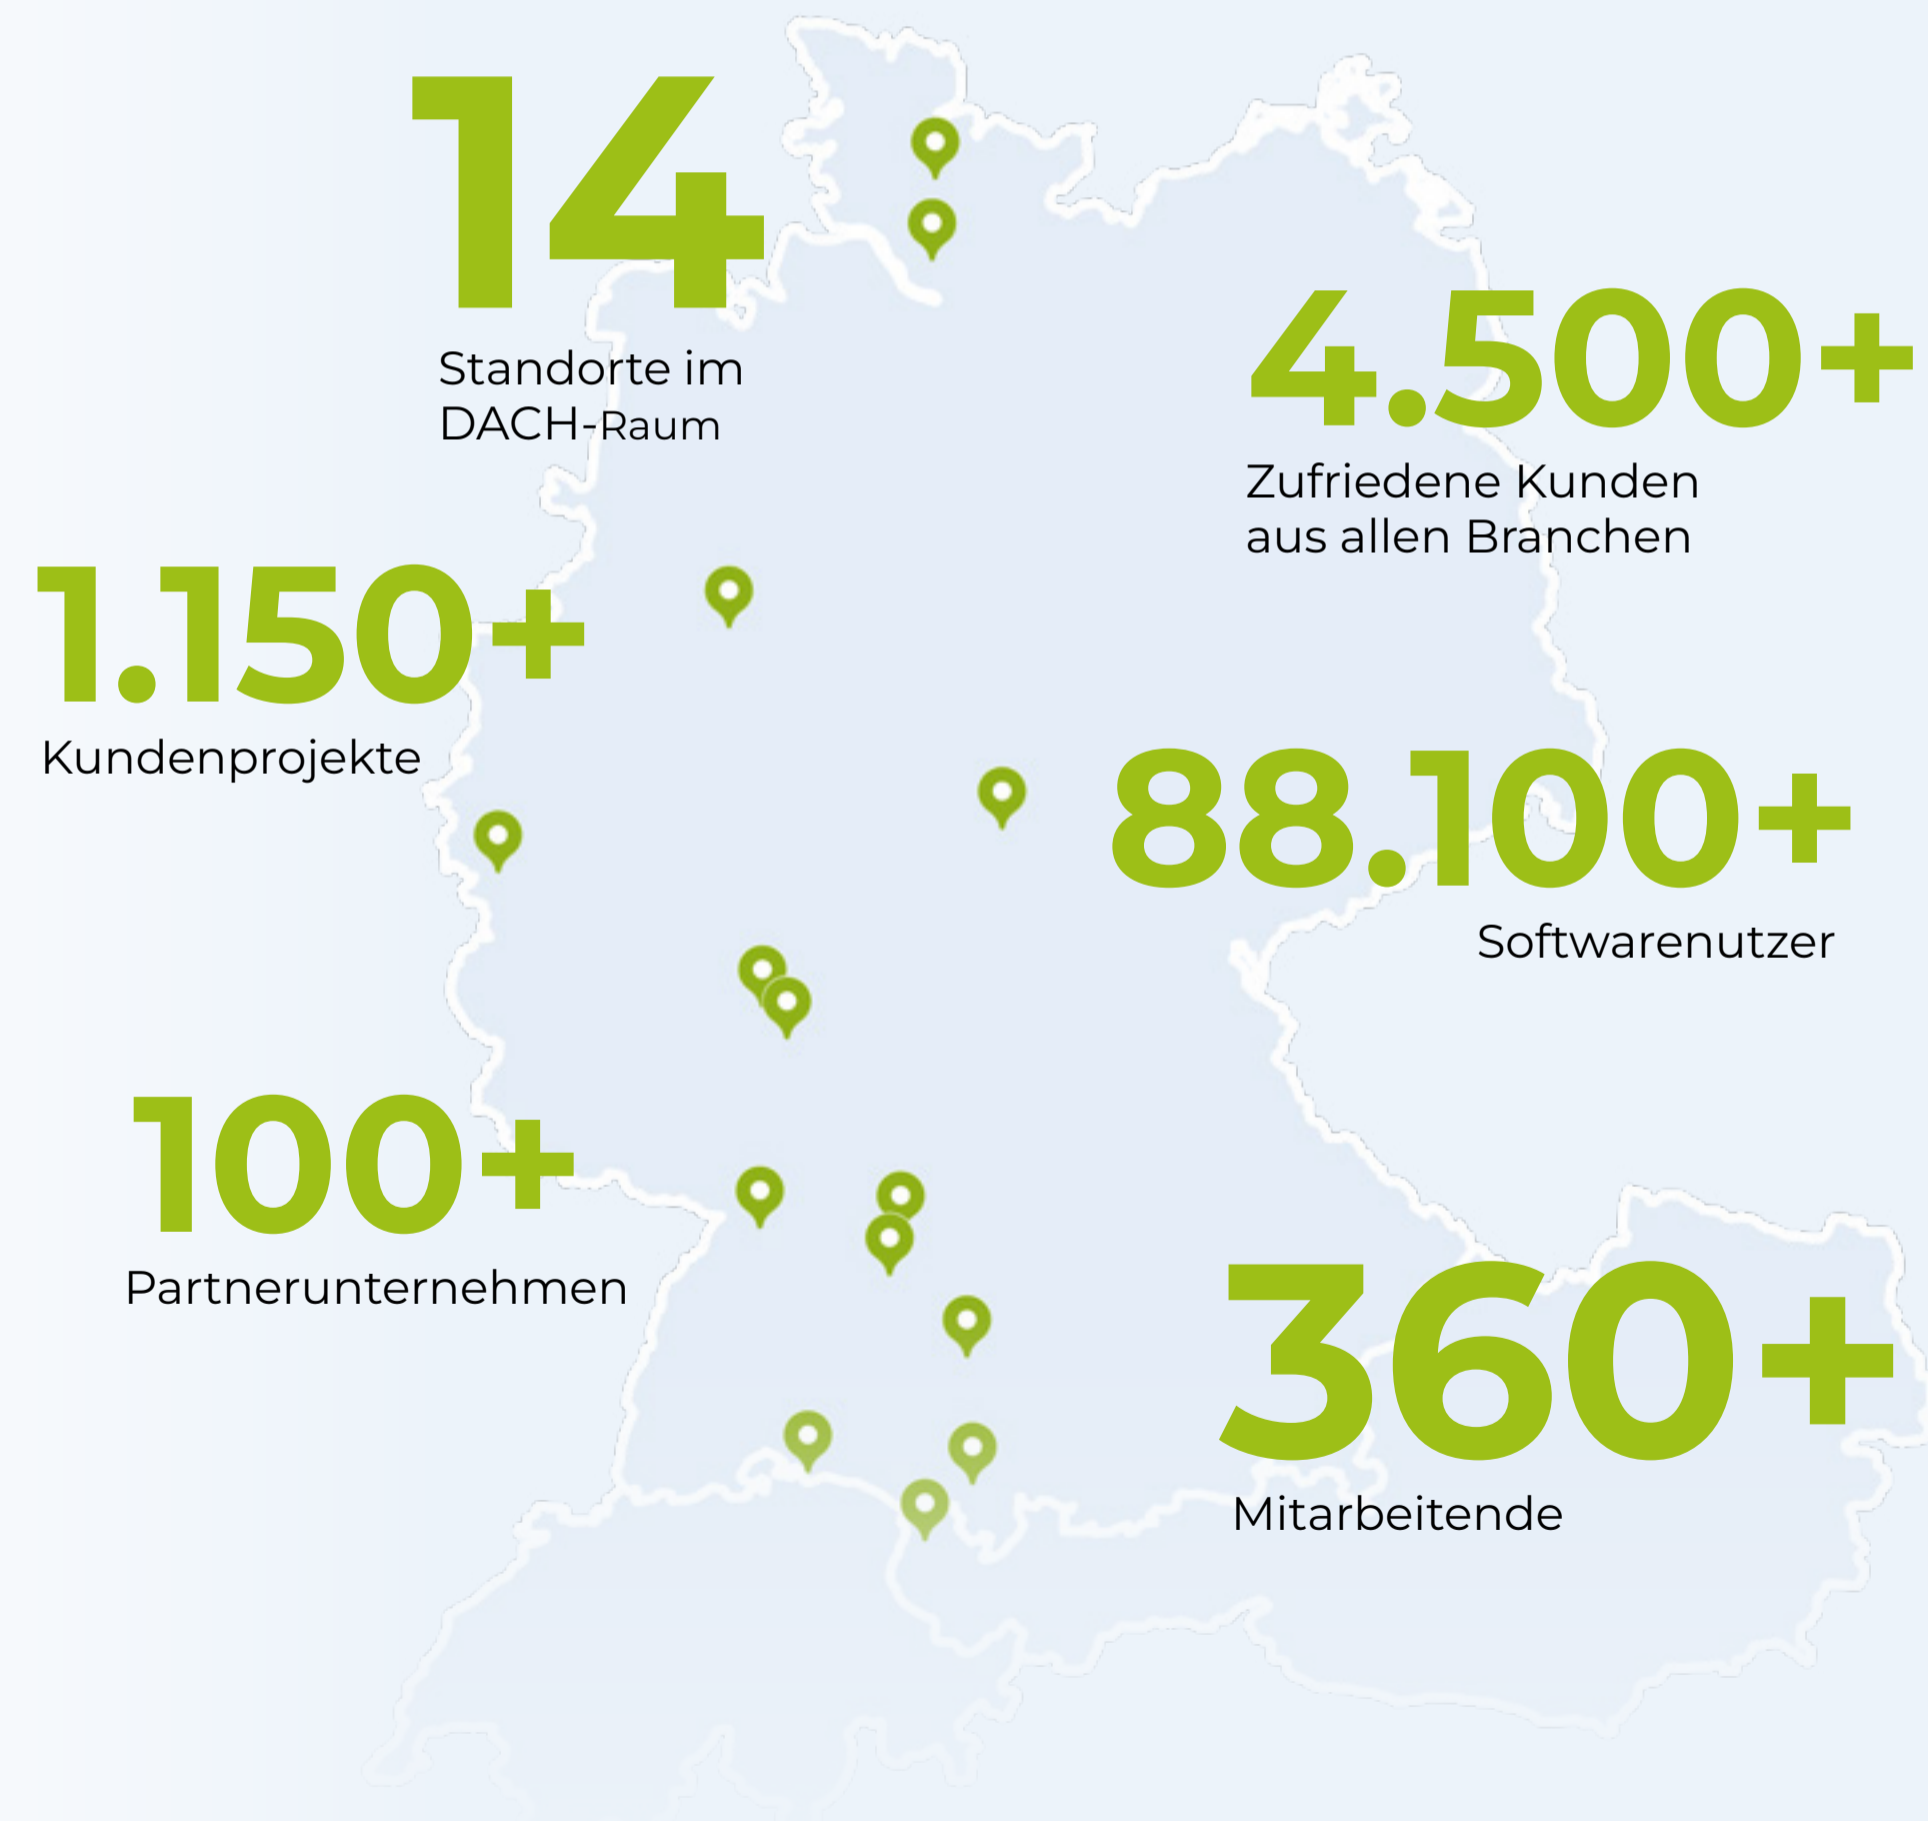 14
Standorte im
DACH-Raum
4.500+
Zufriedene Kunden
aus allen Branchen
1.150+
Kundenprojekte
88.100+
Softwarenutzer
100+
Partnerunternehmen
360+
Mitarbeitende